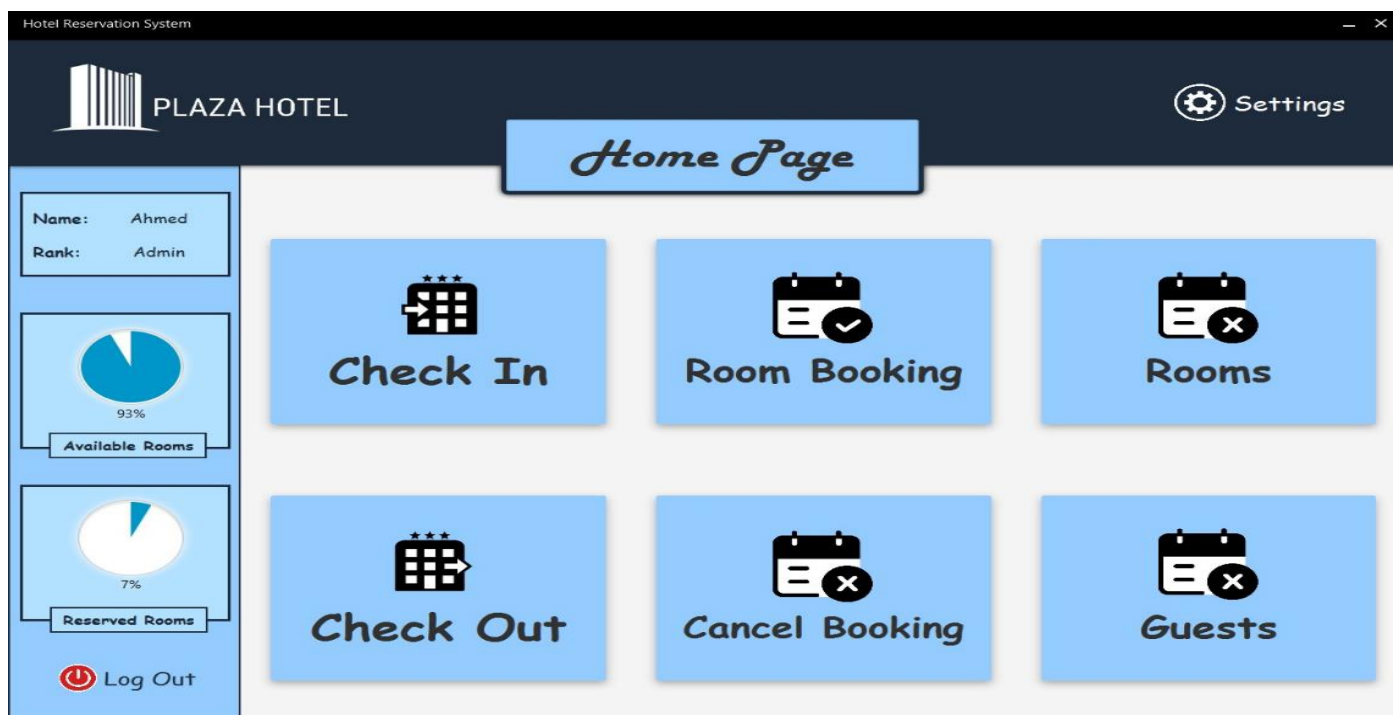 Hotel Reservation System
PLAZA HOTEL
Settings
Home Page
Name: Ahmed
Rank: Admin
93%
Available Rooms
7%
Reserved Rooms
Log Out
Check In
Room Booking
Rooms
Check Out
Cancel Booking
Guests